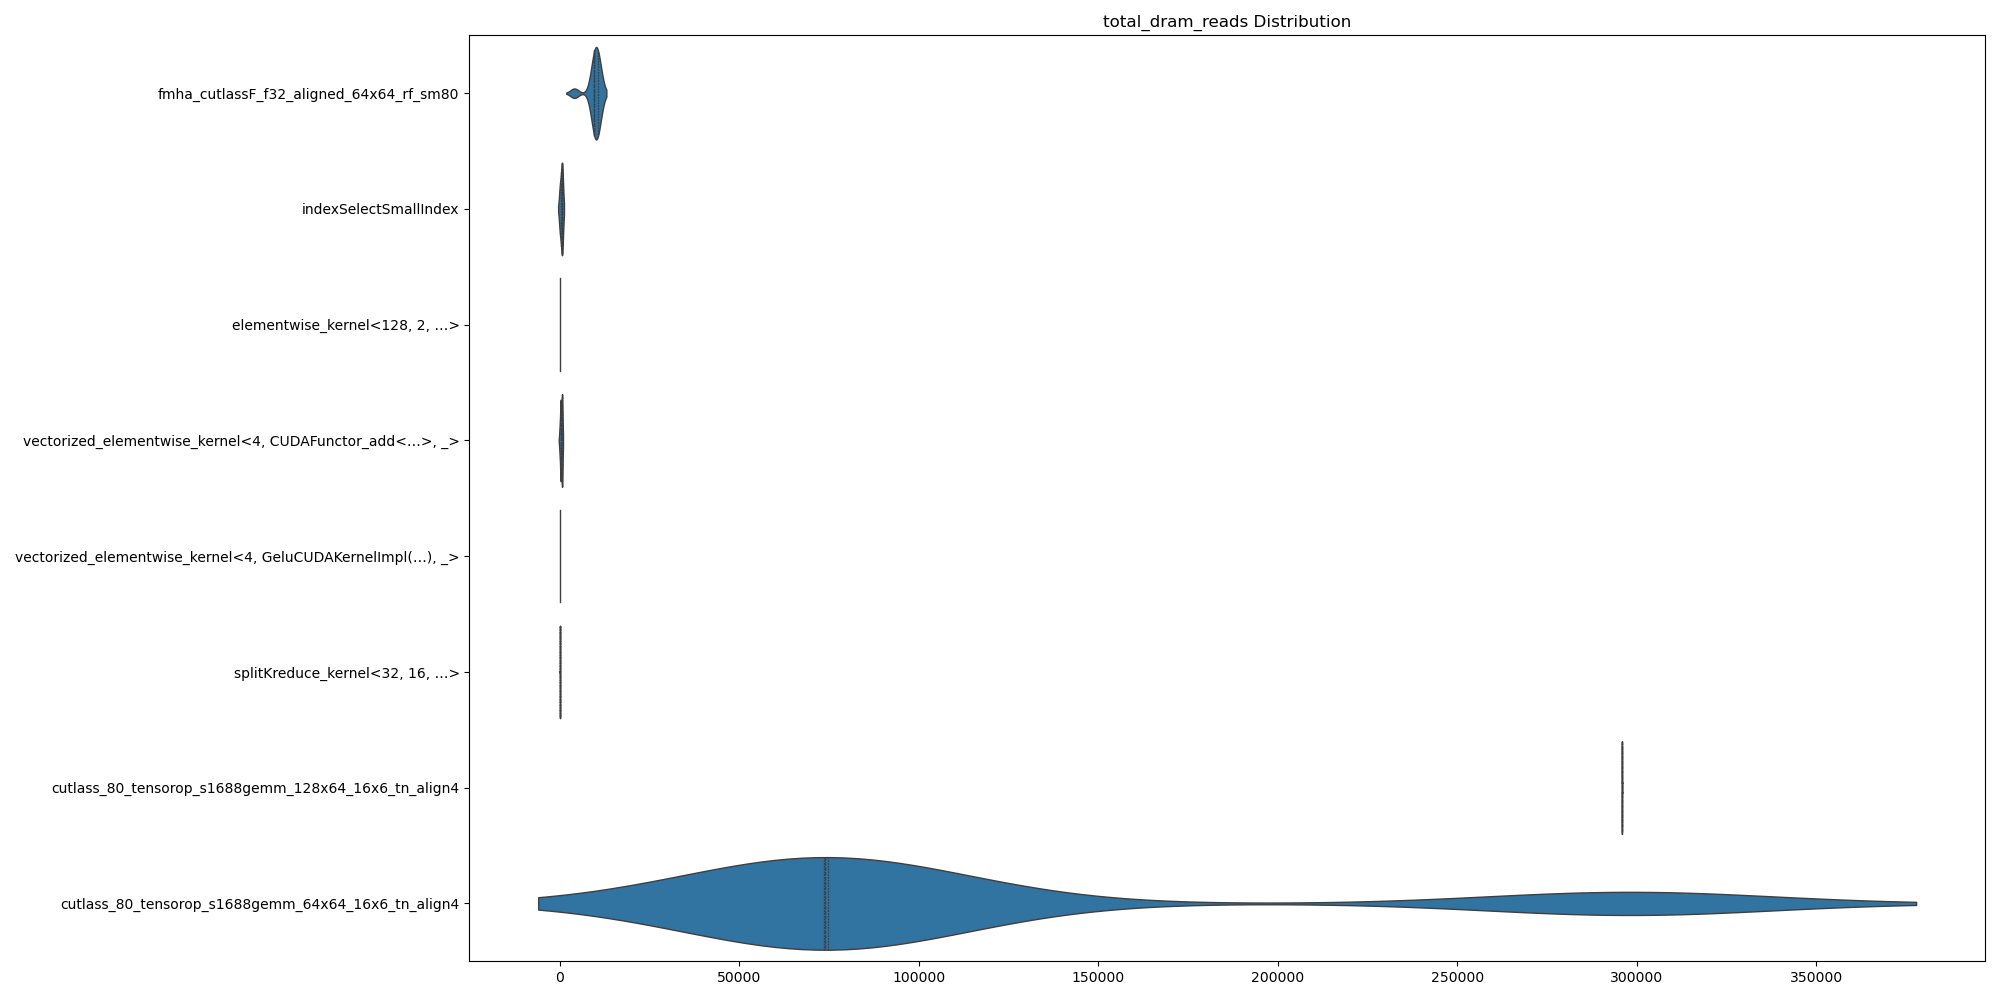 total_dram_reads Distribution
fmha_cutlassF_f32_aligned_64x64_rf_sm80
indexSelectSmallIndex
elementwise_kernel<128, 2, ...>
vectorized_elementwise_kernel<4, CUDAFunctor_add<...>, _>
vectorized_elementwise_kernel<4, GeluCUDAKernelImpl(...), _>
splitKreduce_kernel<32, 16, ...>
cutlass_80_tensorop_s1688gemm_128x64_16x6_tn_align4
cutlass_80_tensorop_s1688gemm_64x64_16x6_tn_align4
0 50000 100000 150000 200000 250000 300000 350000